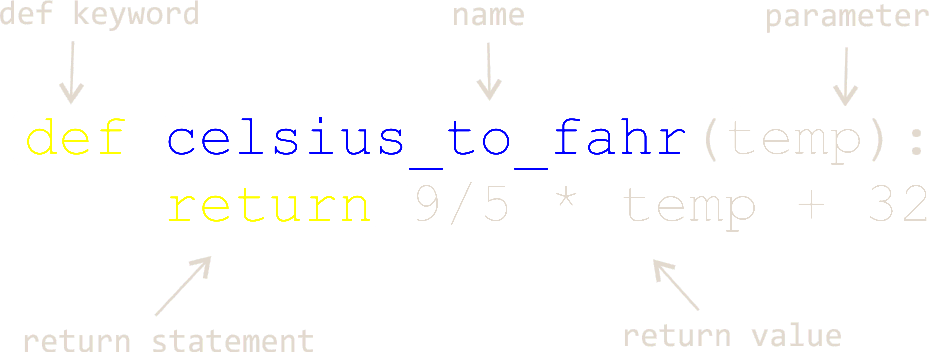 def keyword name parameter
def celsius_to_fahr(temp):
return 9/5 * temp + 32
return statement return value